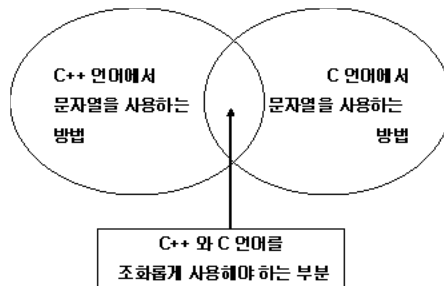 C++ 언어에서
문자열을 사용하는
방법
C 언어에서
문자열을 사용하는
방법
C++ 와 C 언어를
조화롭게 사용해야 하는 부분